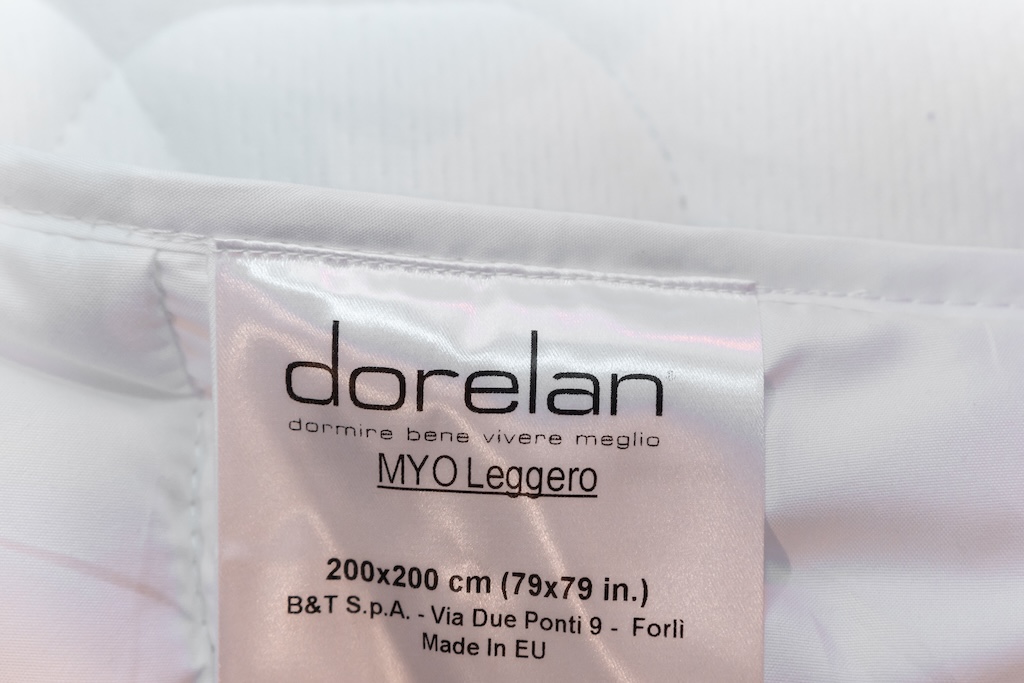 dorelan
dormire bene vivere meglio
MYO Leggero
200x200 cm (79x79 in.)
B&T S.p.A. - Via Due Ponti 9 - Forlì
Made In EU